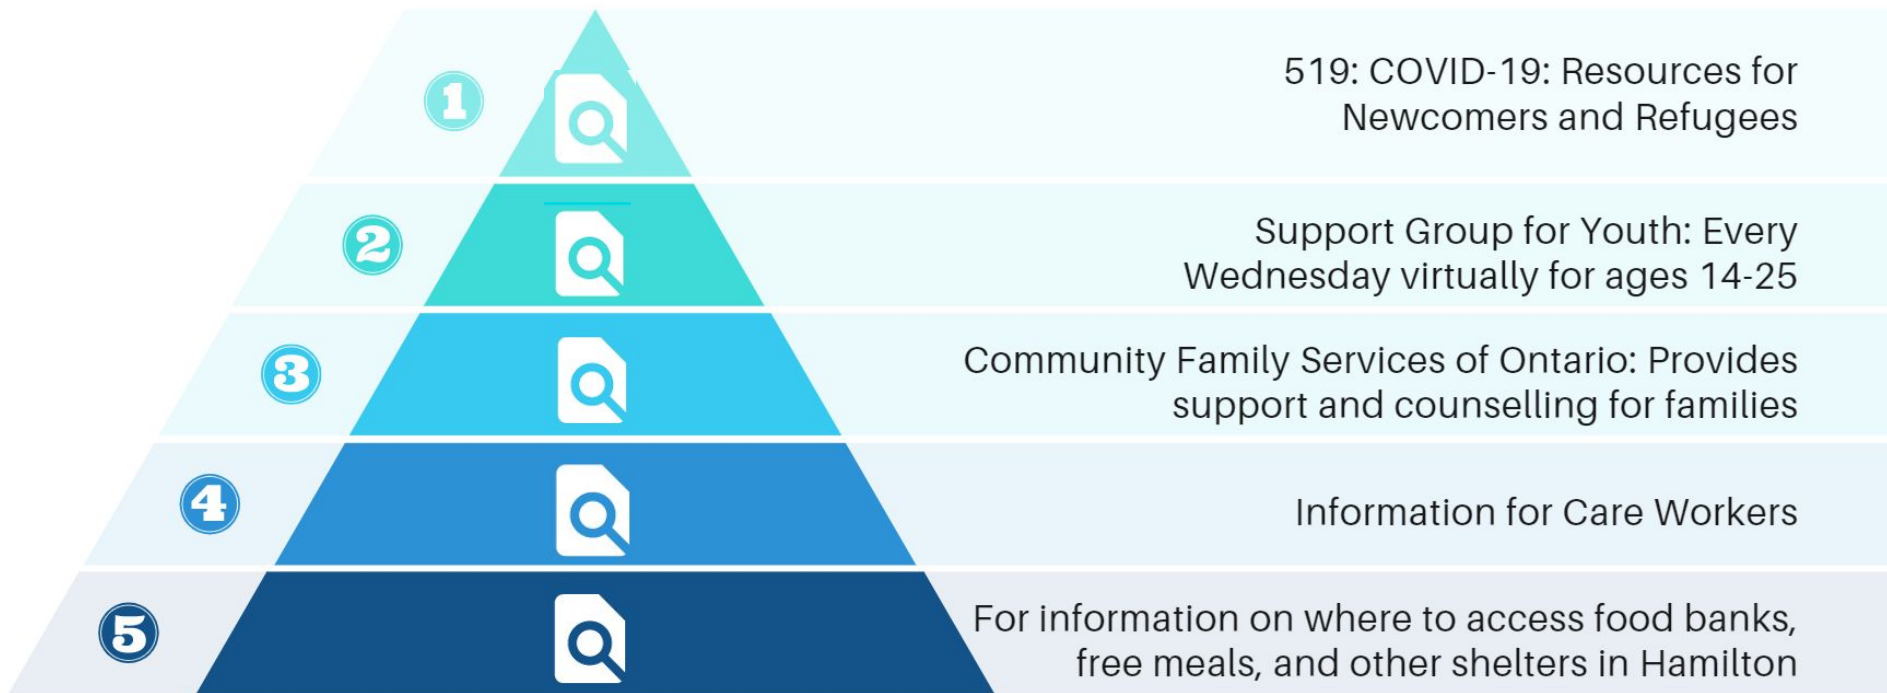 1
519: COVID-19: Resources for
Newcomers and Refugees
2
Support Group for Youth: Every
Wednesday virtually for ages 14-25
3
Community Family Services of Ontario: Provides
support and counselling for families
4
Information for Care Workers
5
For information on where to access food banks,
free meals, and other shelters in Hamilton